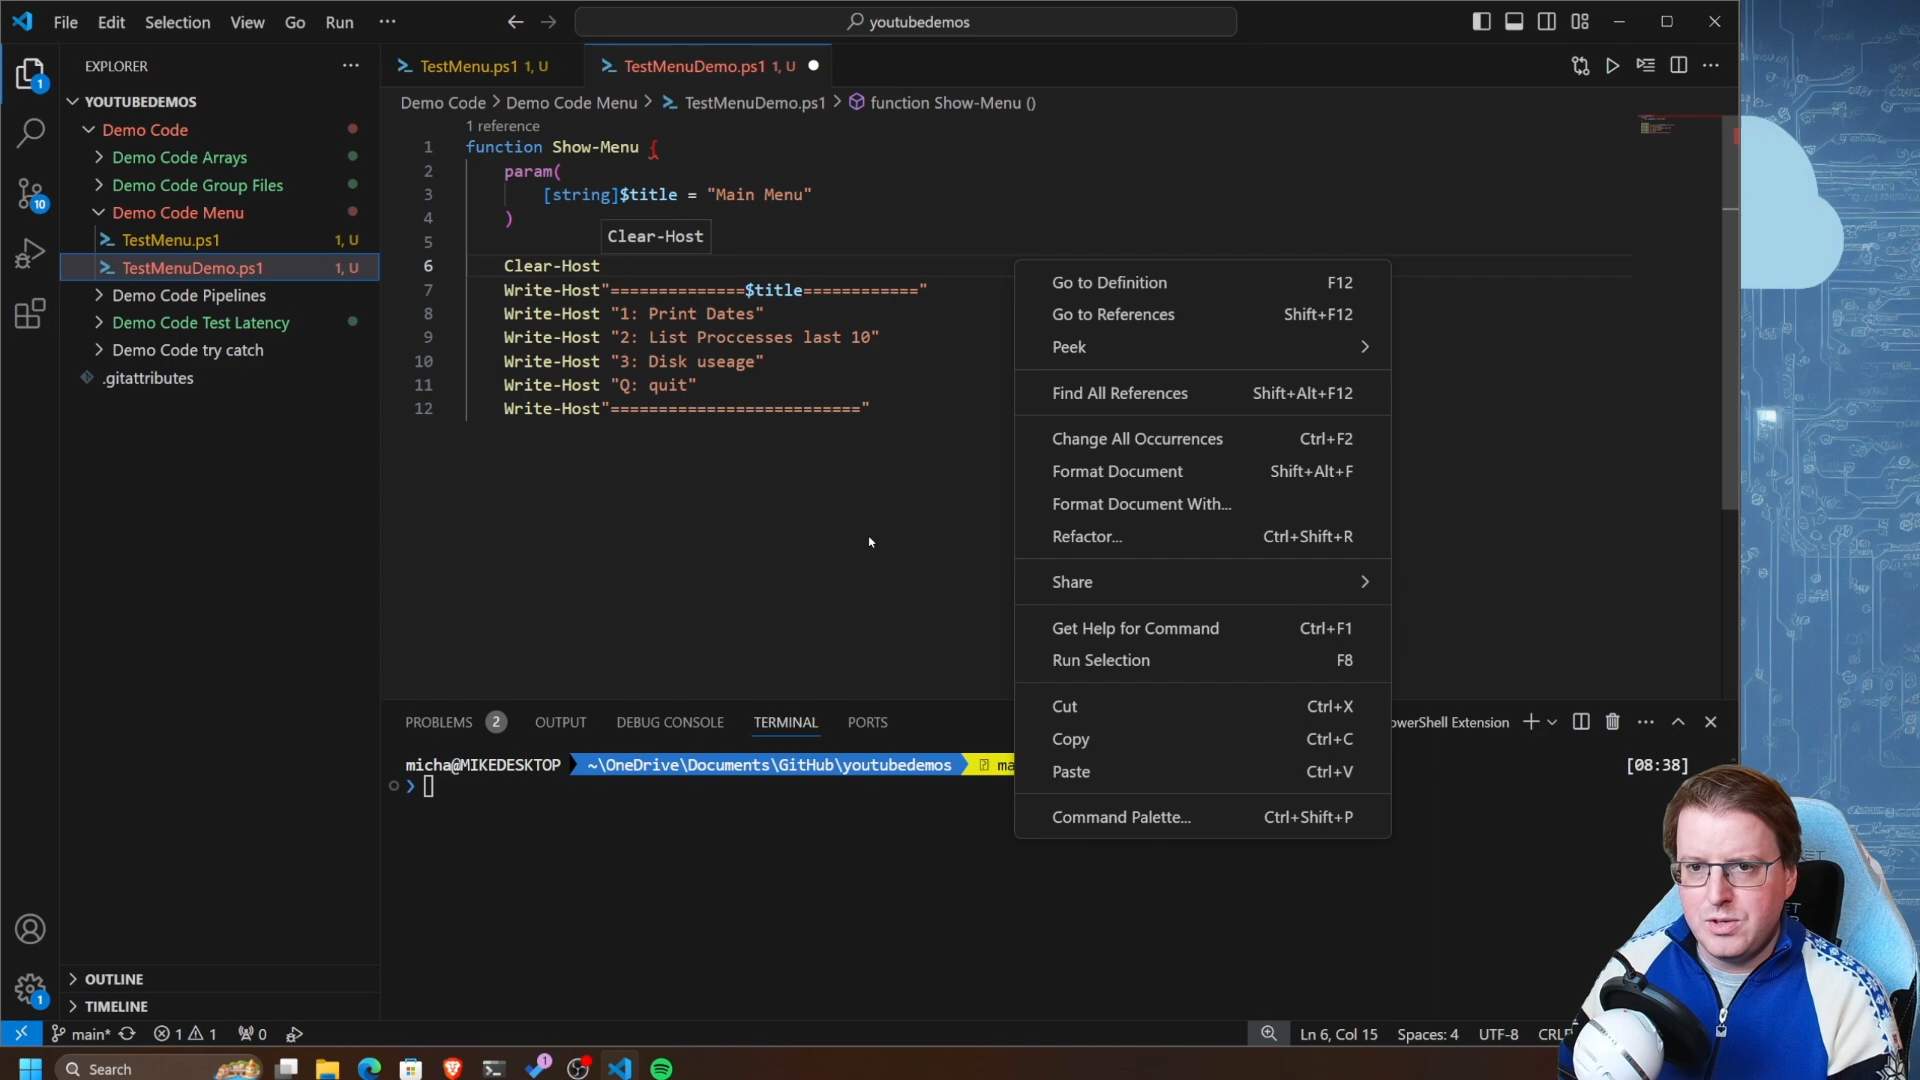 File Edit Selection View Go Run ··· youtubedemos
EXPLORER ···
TestMenu.ps1 1, U
TestMenuDemo.ps1 1, U
YOUTUBEDEMOS
Demo Code > Demo Code Menu > TestMenuDemo.ps1 > function Show-Menu ()
Demo Code
Demo Code Arrays
Demo Code Group Files
Demo Code Menu
TestMenu.ps1 1, U
TestMenuDemo.ps1 1, U
Demo Code Pipelines
Demo Code Test Latency
Demo Code try catch
.gitattributes
1
10
1 reference
1 function Show-Menu {
2 param(
3 [string]$title = "Main Menu"
4 )
5
Clear-Host
6 Clear-Host
7 Write-Host"==============$title============"
8 Write-Host "1: Print Dates"
9 Write-Host "2: List Proccesses last 10"
10 Write-Host "3: Disk useage"
11 Write-Host "Q: quit"
12 Write-Host"=========================="
Go to Definition F12
Go to References Shift+F12
Peek
Find All References Shift+Alt+F12
Change All Occurrences Ctrl+F2
Format Document Shift+Alt+F
Format Document With...
Refactor... Ctrl+Shift+R
Share
Get Help for Command Ctrl+F1
Run Selection F8
Cut Ctrl+X
Copy Ctrl+C
Paste Ctrl+V
Command Palette... Ctrl+Shift+P
PROBLEMS 2 OUTPUT DEBUG CONSOLE TERMINAL PORTS
owerShell Extension
micha@MIKEDESKTOP ~\OneDrive\Documents\GitHub\youtubedemos ma [08:38]
OUTLINE
TIMELINE
1
main* 1 1 0 Ln 6, Col 15 Spaces: 4 UTF-8 CRL
Search 1